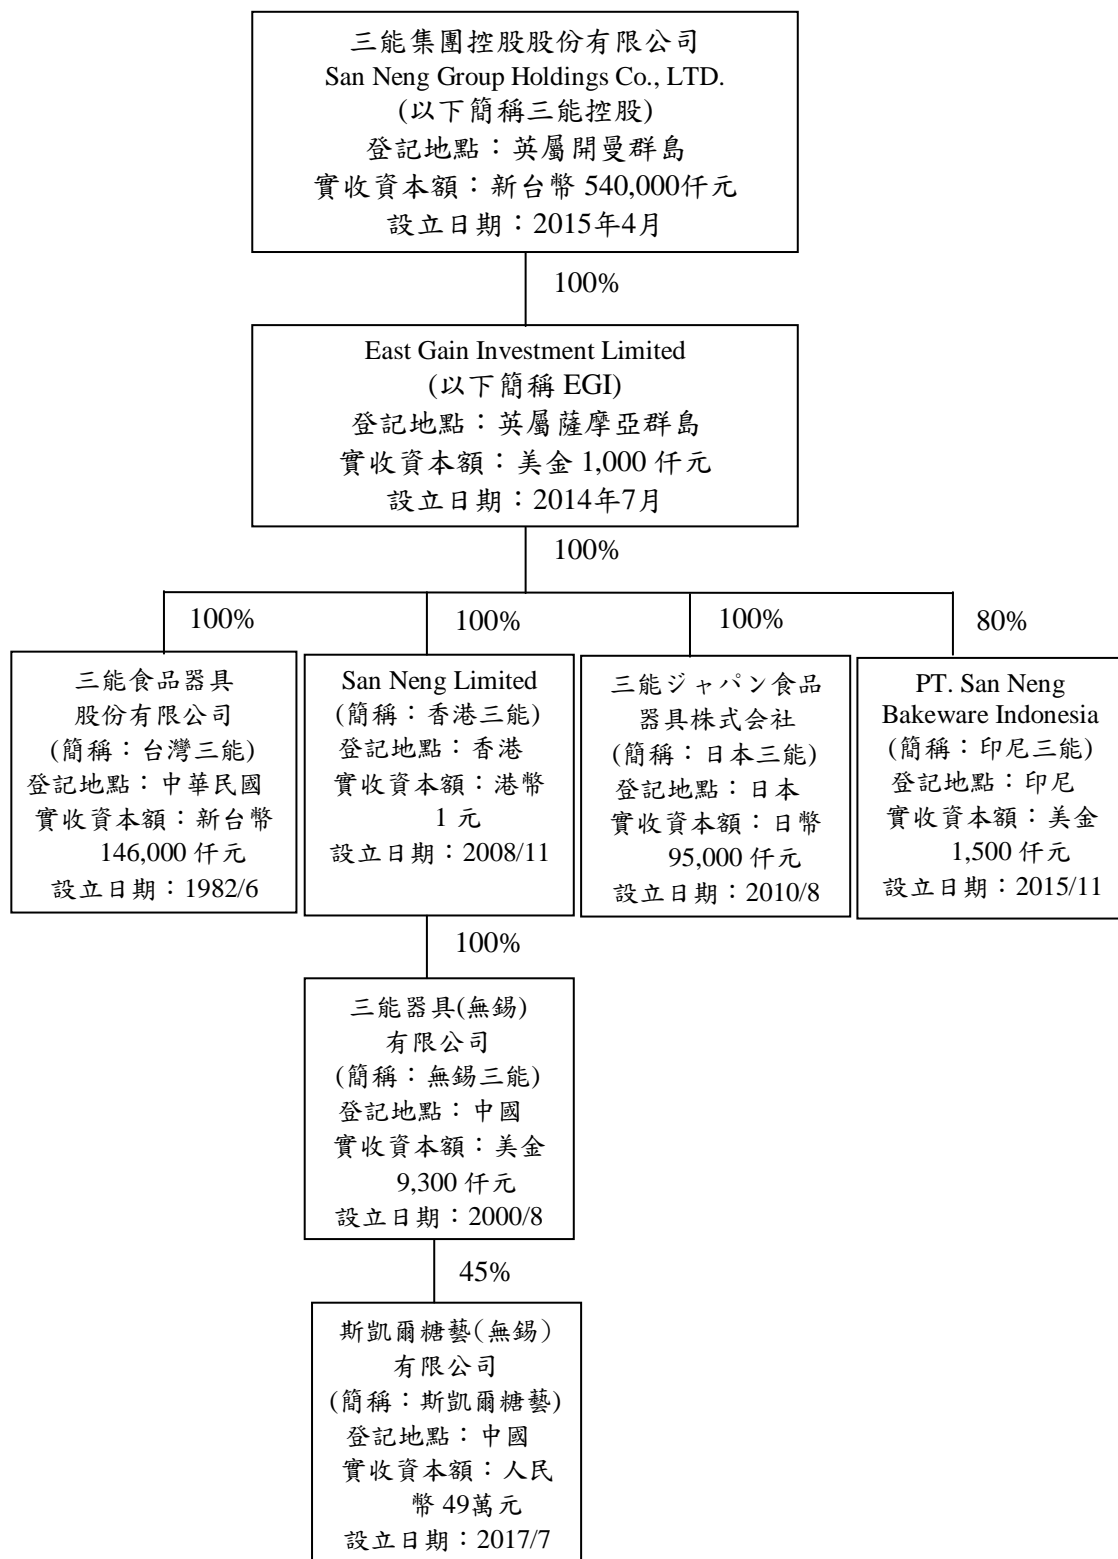 三能集團控股股份有限公司
San Neng Group Holdings Co., LTD.
(以下簡稱三能控股)
登記地點：英屬開曼群島
實收資本額：新台幣 540,000仟元
設立日期：2015年4月
100%
East Gain Investment Limited
(以下簡稱 EGI)
登記地點：英屬薩摩亞群島
實收資本額：美金 1,000 仟元
設立日期：2014年7月
100%
100%
三能食品器具
股份有限公司
(簡稱：台灣三能)
登記地點：中華民國
實收資本額：新台幣
146,000 仟元
設立日期：1982/6
100%
San Neng Limited
(簡稱：香港三能)
登記地點：香港
實收資本額：港幣
1 元
設立日期：2008/11
100%
三能ジャパン食品
器具株式会社
(簡稱：日本三能)
登記地點：日本
實收資本額：日幣
95,000 仟元
設立日期：2010/8
80%
PT. San Neng
Bakeware Indonesia
(簡稱：印尼三能)
登記地點：印尼
實收資本額：美金
1,500 仟元
設立日期：2015/11
100%
三能器具(無錫)
有限公司
(簡稱：無錫三能)
登記地點：中國
實收資本額：美金
9,300 仟元
設立日期：2000/8
45%
斯凱爾糖藝(無錫)
有限公司
(簡稱：斯凱爾糖藝)
登記地點：中國
實收資本額：人民
幣 49萬元
設立日期：2017/7